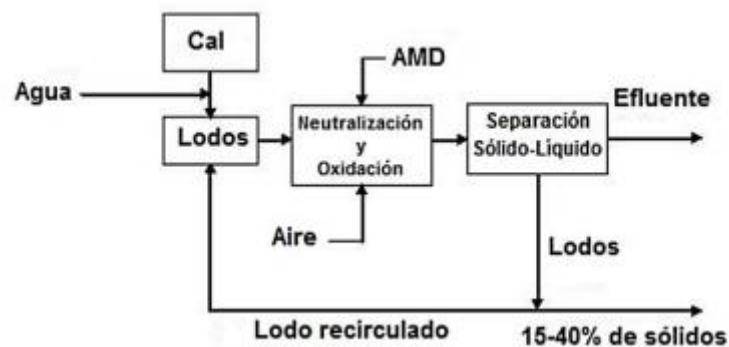 Cal
AMD
Agua
Efluente
Lodos
Neutralización
y
Oxidación
Separación
Sólido-Líquido
Aire
Lodos
Lodo recirculado
15-40% de sólidos